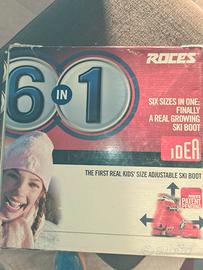 ROCES
6 IN 1
SIX SIZES IN ONE:
FINALLY
A REAL GROWING
SKI BOOT
IDEA
THE FIRST REAL KIDS' SIZE ADJUSTABLE SKI BOOT
PATENT